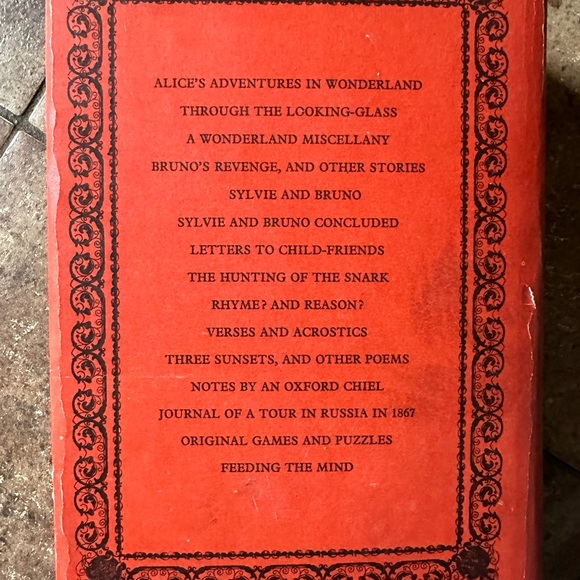 ALICE'S ADVENTURES IN WONDERLAND
THROUGH THE LOOKING-GLASS
A WONDERLAND MISCELLANY
BRUNO'S REVENGE, AND OTHER STORIES
SYLVIE AND BRUNO
SYLVIE AND BRUNO CONCLUDED
LETTERS TO CHILD-FRIENDS
THE HUNTING OF THE SNARK
RHYME? AND REASON?
VERSES AND ACROSTICS
THREE SUNSETS, AND OTHER POEMS
NOTES BY AN OXFORD CHIEL
JOURNAL OF A TOUR IN RUSSIA IN 1867
ORIGINAL GAMES AND PUZZLES
FEEDING THE MIND